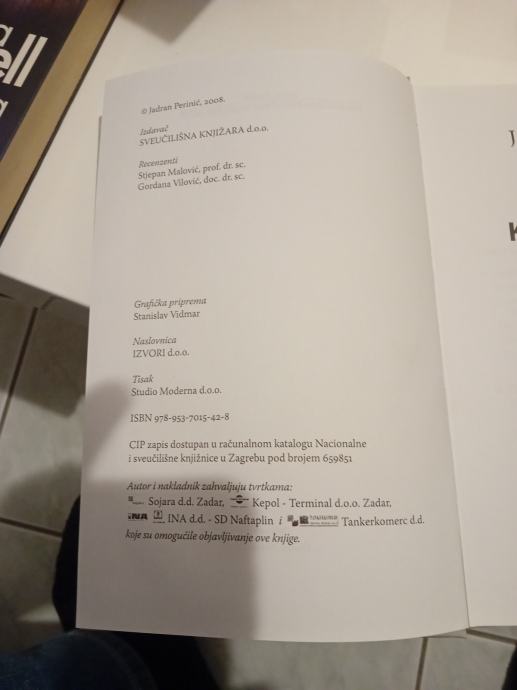 ell
© Jadran Perinić, 2008.
Izdavač
SVEUČILIŠNA KNJIŽARA d.o.o.
Recenzenti
Stjepan Malović, prof. dr. sc.
Gordana Vilović, doc. dr. sc.
Grafička priprema
Stanislav Vidmar
Naslovnica
IZVORI d.o.o.
Tisak
Studio Moderna d.o.o.
ISBN 978-953-7015-42-8
CIP zapis dostupan u računalnom katalogu Nacionalne
i sveučilišne knjižnice u Zagrebu pod brojem 659851
Autor i nakladnik zahvaljuju tvrtkama:
Sojara d.d. Zadar, Kepol - Terminal d.o.o. Zadar,
INA INA d.d. - SD Naftaplin i Tankerkomerc d.d.
koje su omogućile objavljivanje ove knjige.
J
K